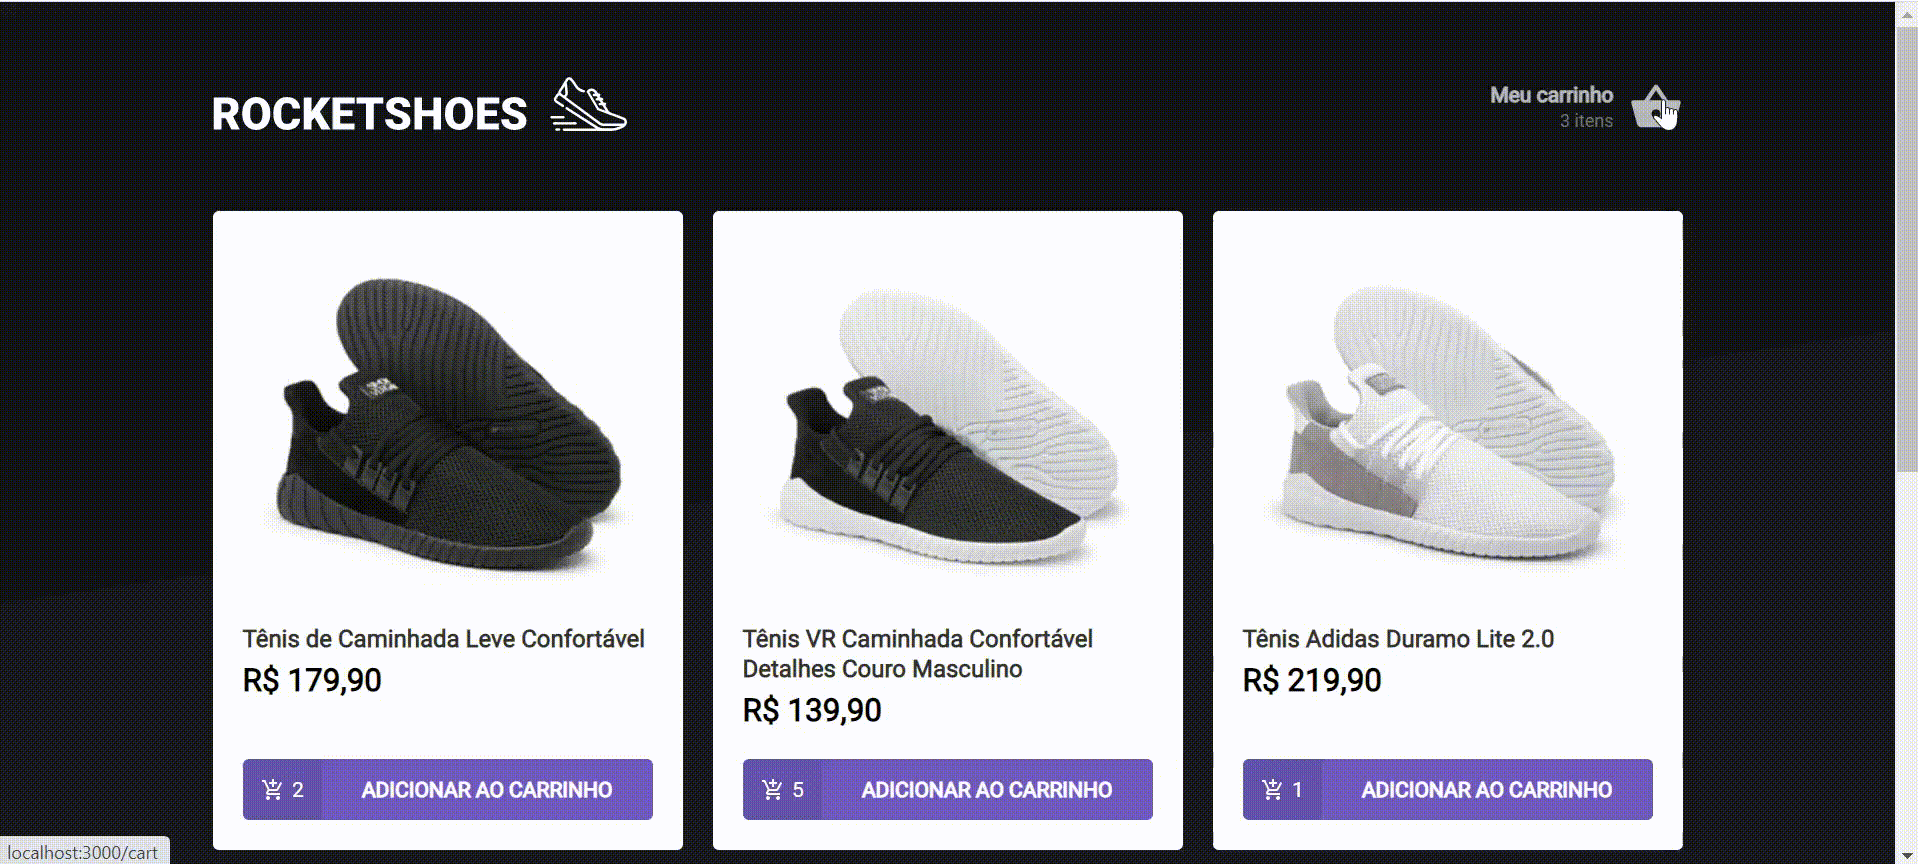 ROCKETSHOES
Meu carrinho
3 itens
Tênis de Caminhada Leve Confortável
R$ 179,90
2 ADICIONAR AO CARRINHO
Tênis VR Caminhada Confortável
Detalhes Couro Masculino
R$ 139,90
5 ADICIONAR AO CARRINHO
Tênis Adidas Duramo Lite 2.0
R$ 219,90
1 ADICIONAR AO CARRINHO
localhost:3000/cart